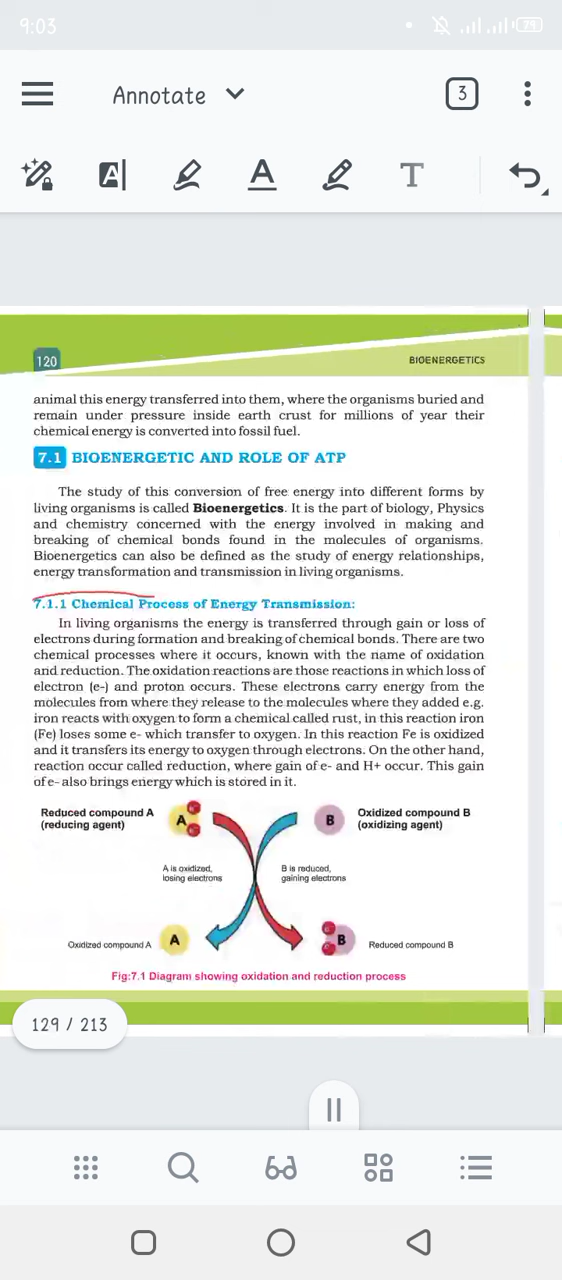 9:03
29
Annotate
3
A
A
T
120
BIOENERGETICS
animal this energy transferred into them, where the organisms buried and
remain under pressure inside earth crust for millions of year their
chemical energy is converted into fossil fuel.
7.1 BIOENERGETIC AND ROLE OF ATP
The study of this conversion of free energy into different forms by
living organisms is called Bioenergetics. It is the part of biology, Physics
and chemistry concerned with the energy involved in making and
breaking of chemical bonds found in the molecules of organisms.
Bioenergetics can also be defined as the study of energy relationships,
energy transformation and transmission in living organisms.
7.1.1 Chemical Process of Energy Transmission:
In living organisms the energy is transferred through gain or loss of
electrons during formation and breaking of chemical bonds. There are two
chemical processes where it occurs, known with the name of oxidation
and reduction. The oxidation reactions are those reactions in which loss of
electron (e-) and proton occurs. These electrons carry energy from the
molecules from where they release to the molecules where they added e.g.
iron reacts with oxygen to form a chemical called rust, in this reaction iron
(Fe) loses some e- which transfer to oxygen. In this reaction Fe is oxidized
and it transfers its energy to oxygen through electrons. On the other hand,
reaction occur called reduction, where gain of e- and H+ occur. This gain
of e- also brings energy which is stored in it.
Reduced compound A
(reducing agent)
A
B
Oxidized compound B
(oxidizing agent)
A is oxidized,
losing electrons
B is reduced,
gaining electrons
Oxidized compound A
A
B
Reduced compound B
Fig:7.1 Diagram showing oxidation and reduction process
129 / 213